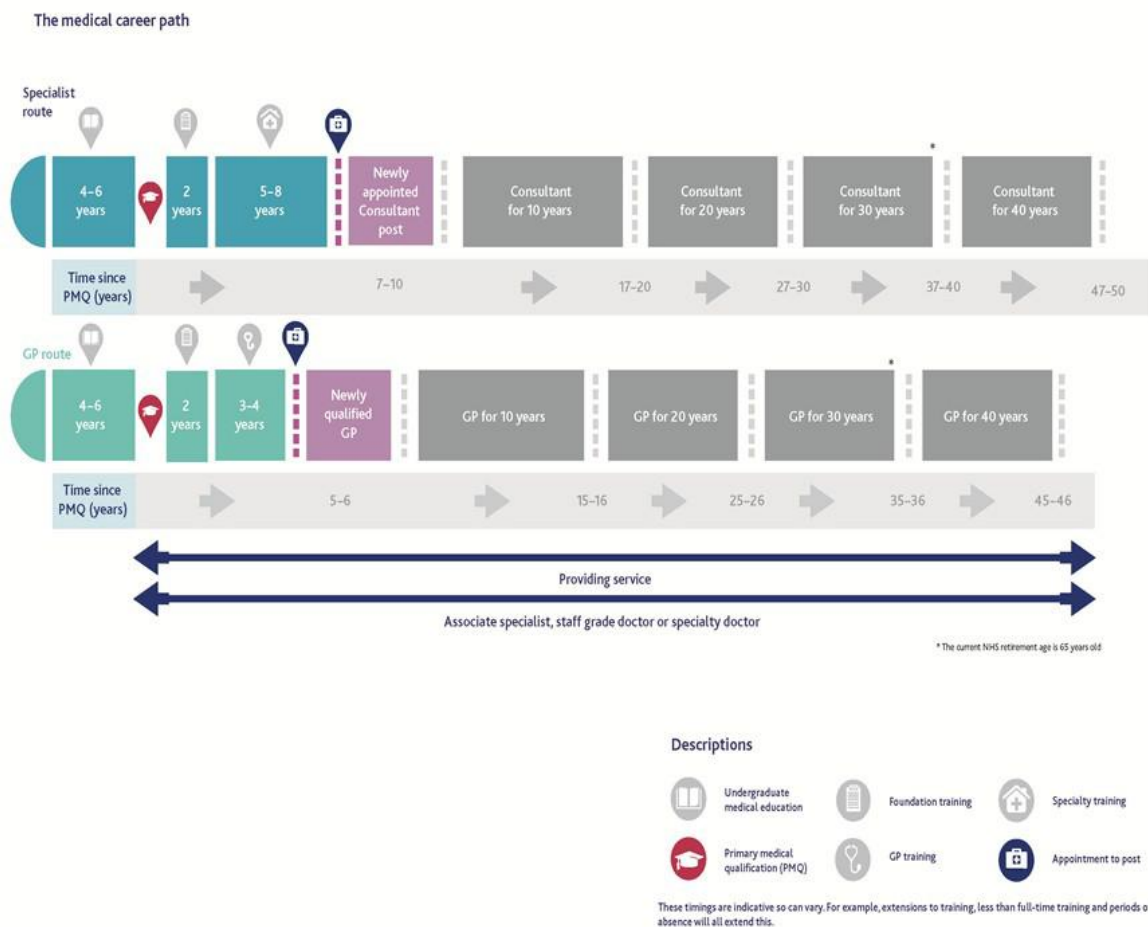 The medical career path
Specialist
route
4–6
years
2
years
5–8
years
Newly
appointed
Consultant
post
Consultant
for 10 years
Consultant
for 20 years
Consultant
for 30 years
*
Consultant
for 40 years
Time since
PMQ (years)
7–10
17–20
27–30
37–40
47–50
GP route
4–6
years
2
years
3–4
years
Newly
qualified
GP
GP for 10 years
GP for 20 years
GP for 30 years
*
GP for 40 years
Time since
PMQ (years)
5–6
15–16
25–26
35–36
45–46
Providing service
Associate specialist, staff grade doctor or specialty doctor
* The current NHS retirement age is 65 years old
Descriptions
Undergraduate
medical education
Foundation training
Specialty training
Primary medical
qualification (PMQ)
GP training
Appointment to post
These timings are indicative so can vary. For example, extensions to training, less than full-time training and periods o
absence will all extend this.